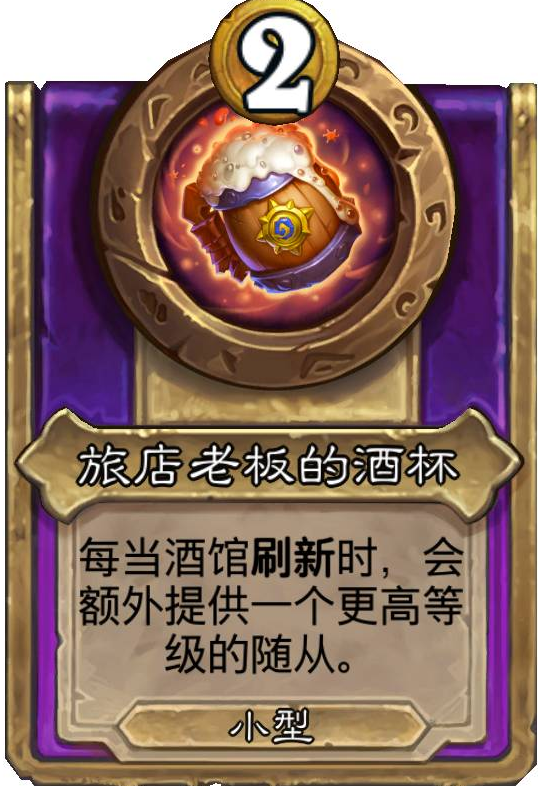 2
旅店老板的酒杯
每当酒馆刷新时，会
额外提供一个更高等
级的随从。
小型